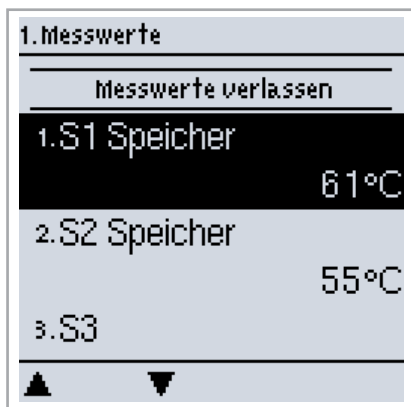 1.Messwerte
Messwerte verlassen
1.S1 Speicher
61°C
2.S2 Speicher
55°C
3.S3